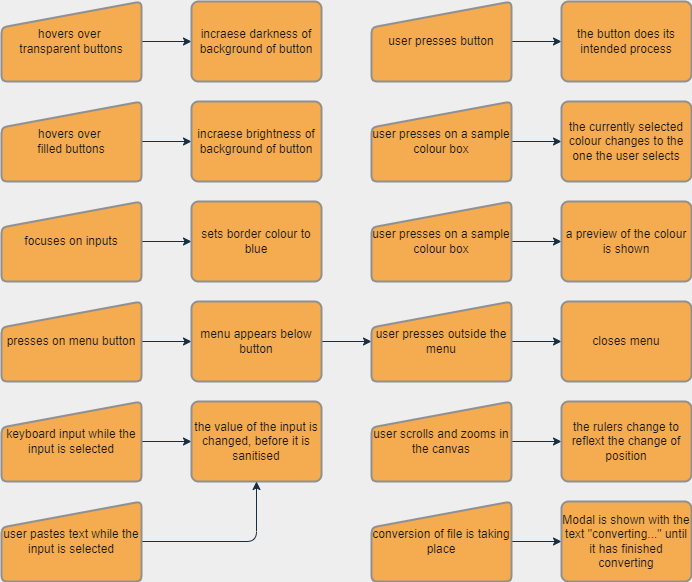 hovers over
transparent buttons
incraese darkness of
background of button
user presses button
the button does its
intended process
hovers over
filled buttons
incraese brightness of
background of button
user presses on a sample
colour box
the currently selected
colour changes to the
one the user selects
focuses on inputs
sets border colour to
blue
user presses on a sample
colour box
a preview of the colour
is shown
presses on menu button
menu appears below
button
user presses outside the
menu
closes menu
keyboard input while the
input is selected
the value of the input is
changed, before it is
sanitised
user scrolls and zooms in
the canvas
the rulers change to
reflext the change of
position
user pastes text while the
input is selected
conversion of file is taking
place
Modal is shown with the
text "converting..." until
it has finished
converting